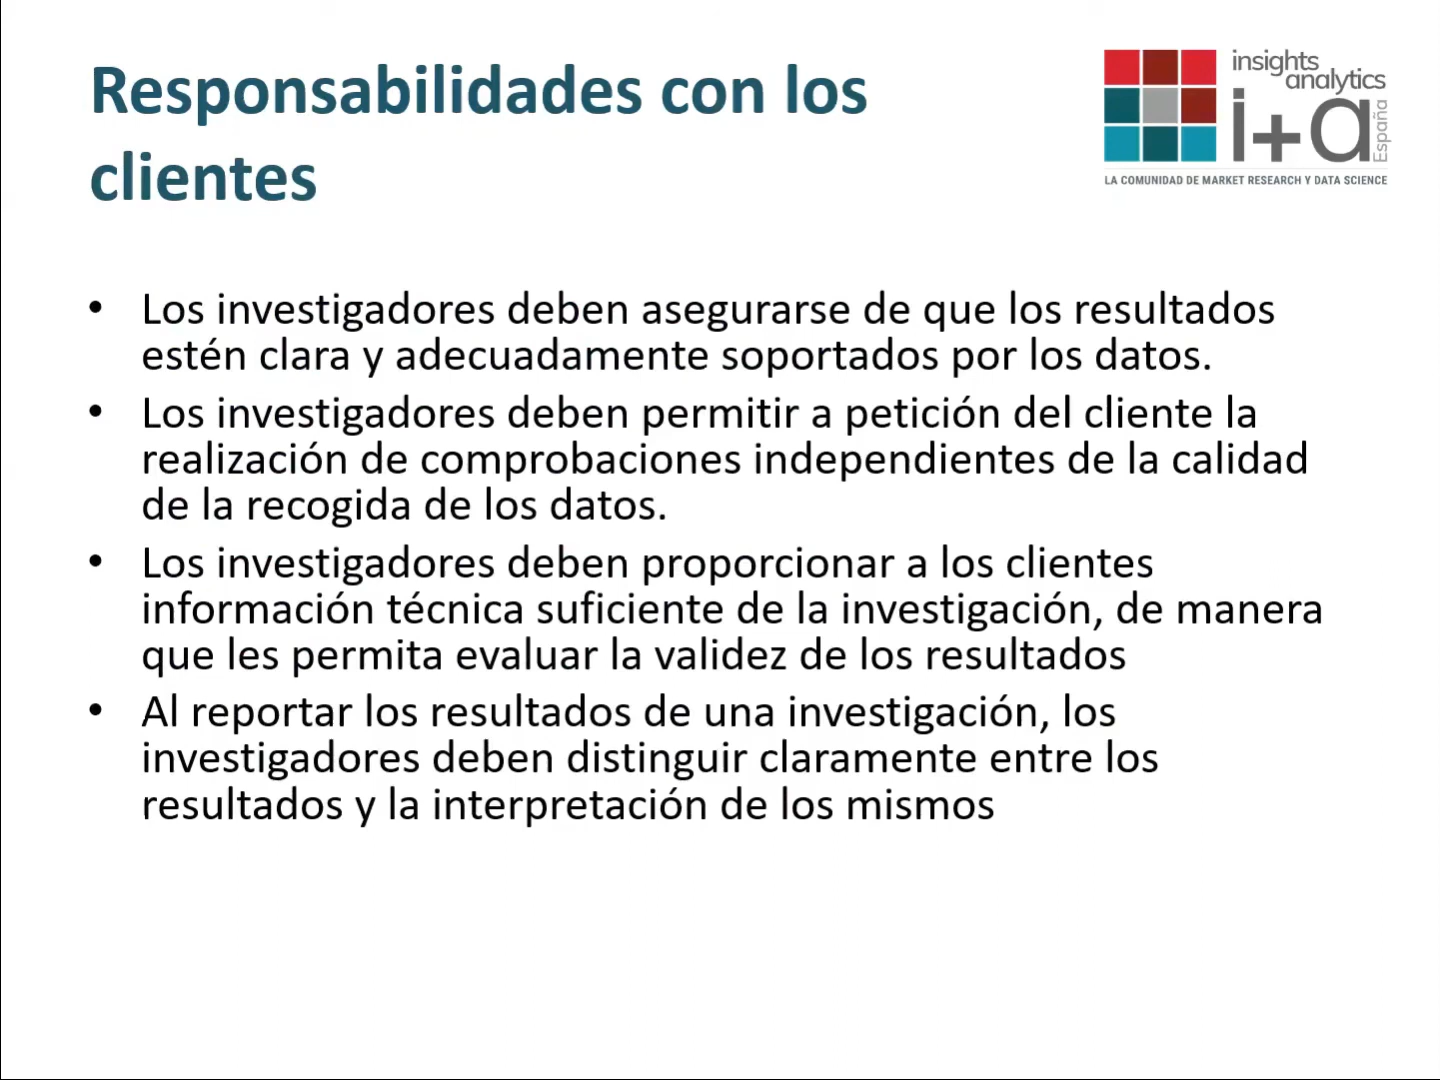 Responsabilidades con los
clientes
insights
analytics
i+a
España
LA COMUNIDAD DE MARKET RESEARCH Y DATA SCIENCE
• Los investigadores deben asegurarse de que los resultados
estén clara y adecuadamente soportados por los datos.
• Los investigadores deben permitir a petición del cliente la
realización de comprobaciones independientes de la calidad
de la recogida de los datos.
• Los investigadores deben proporcionar a los clientes
información técnica suficiente de la investigación, de manera
que les permita evaluar la validez de los resultados
• Al reportar los resultados de una investigación, los
investigadores deben distinguir claramente entre los
resultados y la interpretación de los mismos